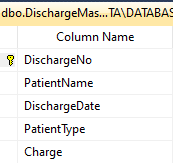 dbo.DischargeMas...TA\DATABAS
Column Name
DischargeNo
PatientName
DischargeDate
PatientType
Charge